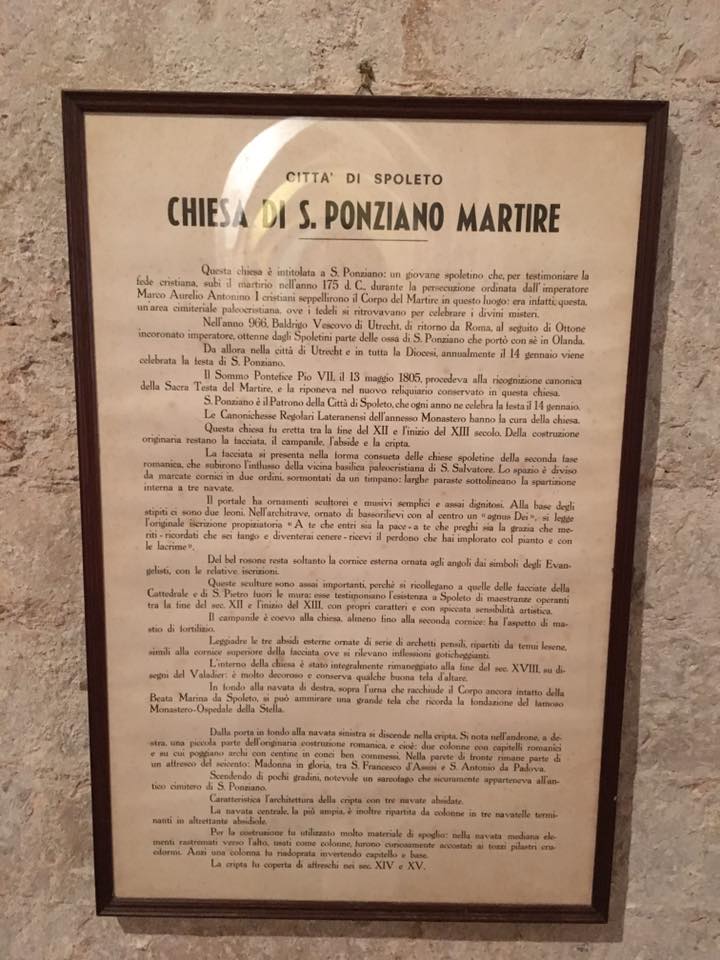 CITTA' DI SPOLETO
CHIESA DI S. PONZIANO MARTIRE
Questa chiesa è intitolata a S. Ponziano: un giovane spoletino che, per testimoniare la
fede cristiana, subì il martirio nell'anno 175 d. C., durante la persecuzione ordinata dall'imperatore
Marco Aurelio Antonino I cristiani seppellirono il Corpo del Martire in questo luogo: era infatti, questa,
un'area cimiteriale paleocristiana, ove i fedeli si ritrovavano per celebrare i divini misteri.
Nell'anno 966, Baldrigo Vescovo di Utrecht, di ritorno da Roma, al seguito di Ottone
incoronato imperatore, ottenne dagli Spoletini parte delle ossa di S. Ponziano che portò con sè in Olanda.
Da allora nella città di Utrecht e in tutta la Diocesi, annualmente il 14 gennaio viene
celebrata la festa di S. Ponziano.
Il Sommo Pontefice Pio VII, il 13 maggio 1805, procedeva alla ricognizione canonica
della Sacra Testa del Martire, e la riponeva nel nuovo reliquiario conservato in questa chiesa.
S. Ponziano è il Patrono della Città di Spoleto, che ogni anno ne celebra la festa il 14 gennaio.
Le Canonichesse Regolari Lateranensi dell'annesso Monastero hanno la cura della chiesa.
Questa chiesa fu eretta tra la fine del XII e l'inizio del XIII secolo. Della costruzione
originaria restano la facciata, il campanile, l'abside e la cripta.
La facciata si presenta nella forma consueta delle chiese spoletine della seconda fase
romanica, che subirono l'influsso della vicina basilica paleocristiana di S. Salvatore. Lo spazio è diviso
da marcate cornici in due ordini, sormontati da un timpano: larghe paraste sottolineano la spartizione
interna a tre navate.
Il portale ha ornamenti scultorei e musivi semplici e assai dignitosi. Alla base degli
stipiti ci sono due leoni. Nell'architrave, ornato di bassorilievi con al centro un "agnus Dei", si legge
l'originale iscrizione propiziatoria "A te che entri sia la pace - a te che preghi sia la grazia che me-
riti - ricordati che sei fango e diventerai cenere - ricevi il perdono che hai implorato col pianto e con
le lacrime".
Del bel rosone resta soltanto la cornice esterna ornata agli angoli dai simboli degli Evan-
gelisti, con le relative iscrizioni.
Queste sculture sono assai importanti, perchè si ricollegano a quelle delle facciate della
Cattedrale e di S. Pietro fuori le mura: esse testimoniano l'esistenza a Spoleto di maestranze operanti
tra la fine del sec. XII e l'inizio del XIII, con propri caratteri e con spiccata sensibilità artistica.
Il campanile è coevo alla chiesa, almeno fino alla seconda cornice: ha l'aspetto di ma-
stio di fortilizio.
Leggiadre le tre absidi esterne ornate di serie di archetti pensili, ripartiti da tenui lesene,
simili alla cornice superiore della facciata ove si rilevano inflessioni goticheggianti.
L'interno della chiesa è stato integralmente rimaneggiato alla fine del sec. XVIII, su di-
segni del Valadier: è molto decoroso e conserva qualche buona tela d'altare.
In fondo alla navata di destra, sopra l'urna che racchiude il Corpo ancora intatto della
Beata Marina da Spoleto, si può ammirare una grande tela che ricorda la fondazione del famoso
Monastero-Ospedale della Stella.
Dalla porta in fondo alla navata sinistra si discende nella cripta. Si nota nell'androne, a de-
stra, una piccola parte dell'originaria costruzione romanica, e cioè: due colonne con capitelli romanici
e su cui poggiano archi con centine in conci ben commessi. Nella parete di fronte rimane parte di
un affresco del seicento: Madonna in gloria, tra S. Francesco d'Assisi e S. Antonio da Padova.
Scendendo di pochi gradini, notevole un sarcofago che sicuramente apparteneva all'an-
tico cimitero di S. Ponziano.
Caratteristica l'architettura della cripta con tre navate absidate.
La navata centrale, la più ampia, è inoltre ripartita da colonne in tre navatelle termi-
nanti in altrettante absidiole.
Per la costruzione fu utilizzato molto materiale di spoglio: nella navata mediana ele-
menti rastremati verso l'alto, usati come colonne, furono curiosamente accostati ai tozzi pilastri cru-
ciformi. Anzi una colonna fu riadoprata invertendo capitello e base.
La cripta fu coperta di affreschi nei sec. XIV e XV.